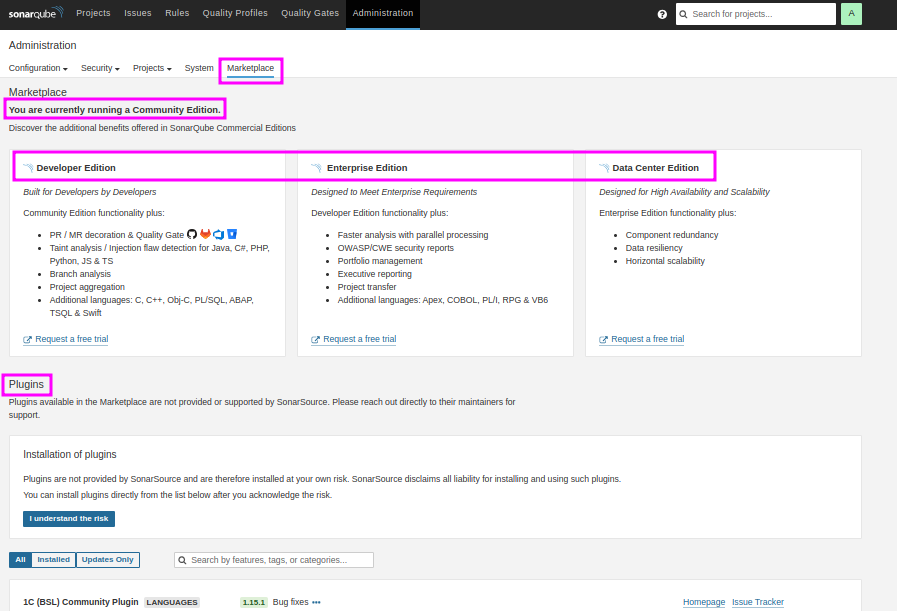 sonarqube Projects Issues Rules Quality Profiles Quality Gates Administration Search for projects... A
Administration
Configuration Security Projects System Marketplace
Marketplace
You are currently running a Community Edition.
Discover the additional benefits offered in SonarQube Commercial Editions
Developer Edition
Built for Developers by Developers
Community Edition functionality plus:
PR / MR decoration & Quality Gate
Taint analysis / Injection flaw detection for Java, C#, PHP,
Python, JS & TS
Branch analysis
Project aggregation
Additional languages: C, C++, Obj-C, PL/SQL, ABAP,
TSQL & Swift
Request a free trial
Enterprise Edition
Designed to Meet Enterprise Requirements
Developer Edition functionality plus:
Faster analysis with parallel processing
OWASP/CWE security reports
Portfolio management
Executive reporting
Project transfer
Additional languages: Apex, COBOL, PL/I, RPG & VB6
Request a free trial
Data Center Edition
Designed for High Availability and Scalability
Enterprise Edition functionality plus:
Component redundancy
Data resiliency
Horizontal scalability
Request a free trial
Plugins
Plugins available in the Marketplace are not provided or supported by SonarSource. Please reach out directly to their maintainers for
support.
Installation of plugins
Plugins are not provided by SonarSource and are therefore installed at your own risk. SonarSource disclaims all liability for installing and using such plugins.
You can install plugins directly from the list below after you acknowledge the risk.
I understand the risk
All Installed Updates Only Search by features, tags, or categories...
1C (BSL) Community Plugin LANGUAGES 1.15.1 Bug fixes ••• Homepage Issue Tracker